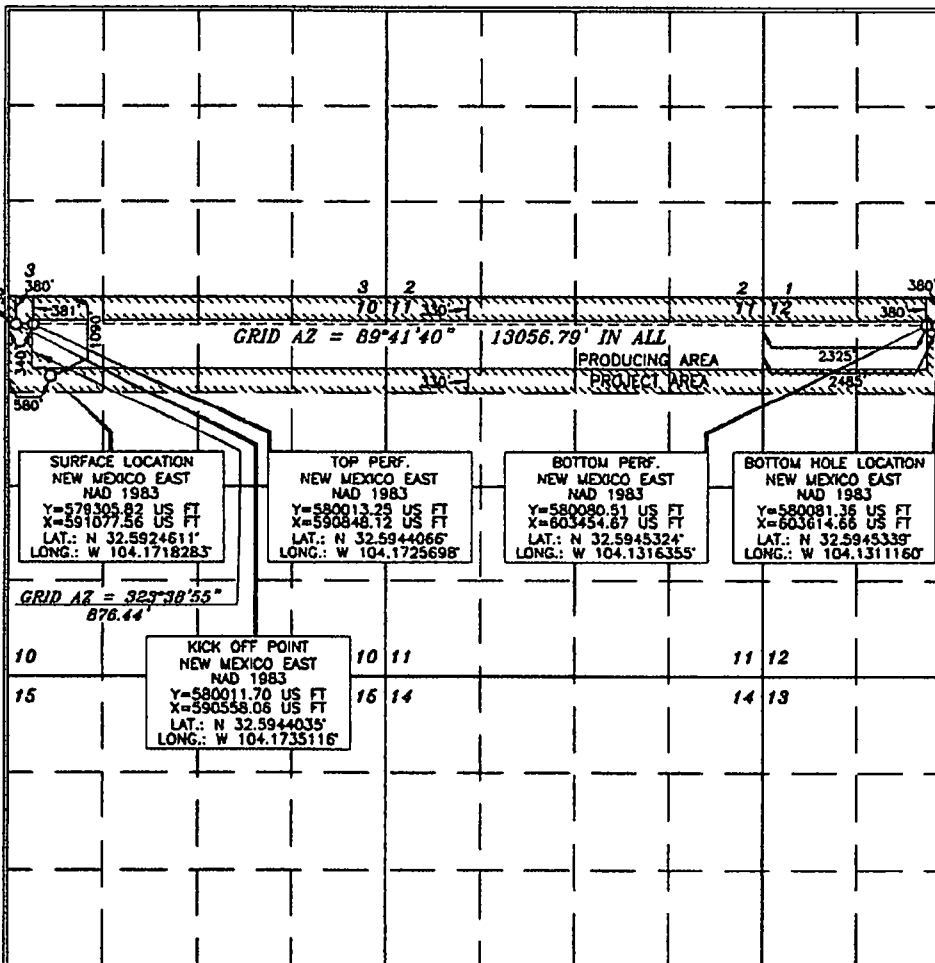 3
380'
381'
1090'
340'
580'
3 2
10 11
330'
2 1
11 12
380'
380'
GRID AZ = 89°41'40" 13056.79' IN ALL
PRODUCING AREA
PROJECT AREA
330'
2325'
2485'
SURFACE LOCATION
NEW MEXICO EAST
NAD 1983
Y=579305.82 US FT
X=591077.56 US FT
LAT.: N 32.5924611°
LONG.: W 104.1718283°
TOP PERF.
NEW MEXICO EAST
NAD 1983
Y=580013.25 US FT
X=590848.12 US FT
LAT.: N 32.5944066°
LONG.: W 104.1725698°
BOTTOM PERF.
NEW MEXICO EAST
NAD 1983
Y=580080.51 US FT
X=603454.67 US FT
LAT.: N 32.5945324°
LONG.: W 104.1316355°
BOTTOM HOLE LOCATION
NEW MEXICO EAST
NAD 1983
Y=580081.36 US FT
X=603614.66 US FT
LAT.: N 32.5945339°
LONG.: W 104.1311160°
GRID AZ = 323°38'55"
876.44'
KICK OFF POINT
NEW MEXICO EAST
NAD 1983
Y=580011.70 US FT
X=590558.06 US FT
LAT.: N 32.5944035°
LONG.: W 104.1735116°
10
10 11
11 12
15
15 14
14 13